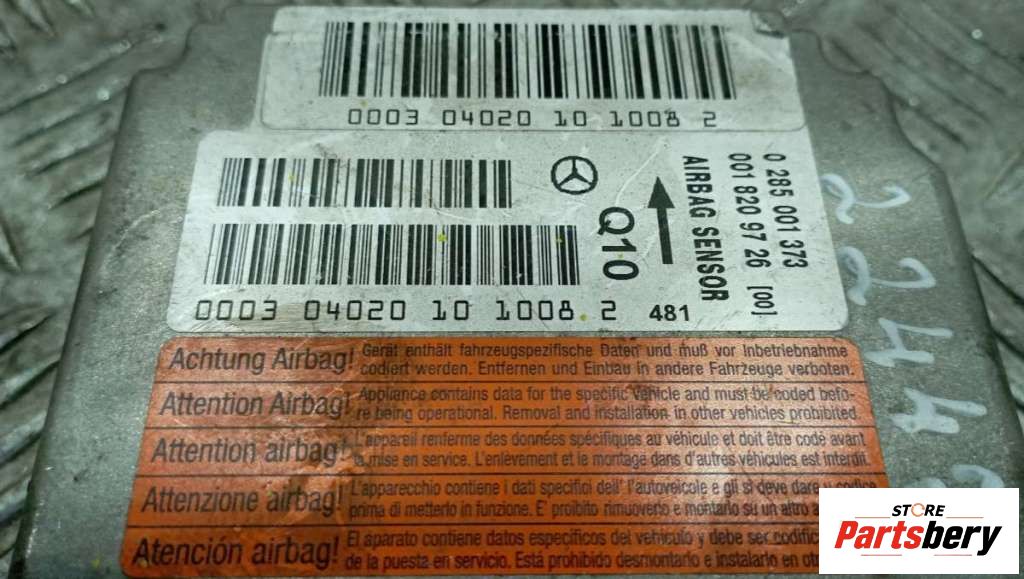 0003 04020 10 1008 2
0003 04020 10 1008 2
481
Q10
AIRBAG SENSOR
001 820 97 26 [00]
0 285 001 373
Achtung Airbag! Gerät enthält fahrzeugspezifische Daten und muß vor Inbetriebnahme
codiert werden. Entfernen und Einbau in andere Fahrzeuge verboten.
Attention Airbag! Appliance contains data for the specific vehicle and must be coded befo-
re being operational. Removal and installation in other vehicles prohibited.
Attention airbag! L'appareil renferme des données spécifiques au véhicule et doit être codé avant
la mise en service. L'enlèvement et le montage dans d'autres véhicules est interdit.
Attenzione airbag! L'apparecchio contiene i dati specifici dell' l'autoveicole e gli si deve dare u codice
prima di metterlo in funzione. E' proibito rimuoverlo e montarlo su un altro
Atención airbag! El aparato contiene datos específicos del vehículo y debe ser codific
de la puesta en servicio. Está prohibido desmontarlo e instalarlo en
STORE
Partsbery